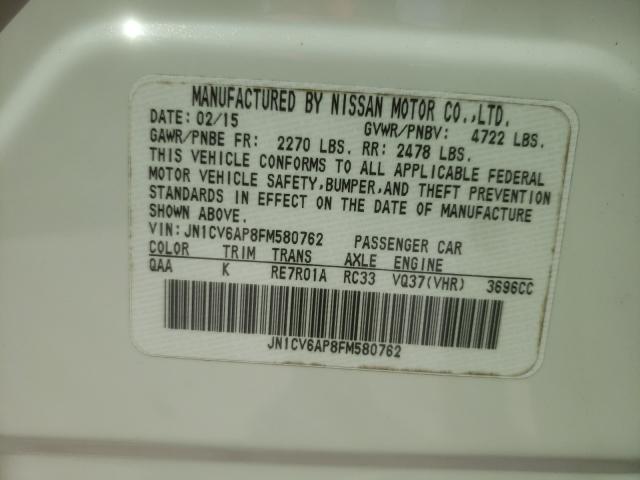 MANUFACTURED BY NISSAN MOTOR CO.,LTD.
DATE: 02/15 GVWR/PNBV: 4722 LBS.
GAWR/PNBE FR: 2270 LBS. RR: 2478 LBS.
THIS VEHICLE CONFORMS TO ALL APPLICABLE FEDERAL
MOTOR VEHICLE SAFETY,BUMPER,AND THEFT PREVENTION
STANDARDS IN EFFECT ON THE DATE OF MANUFACTURE
SHOWN ABOVE.
VIN:JN1CV6AP8FM580762 PASSENGER CAR
COLOR TRIM TRANS AXLE ENGINE
QAA K RE7R01A RC33 VQ37(VHR) 3696CC
JN1CV6AP8FM580762